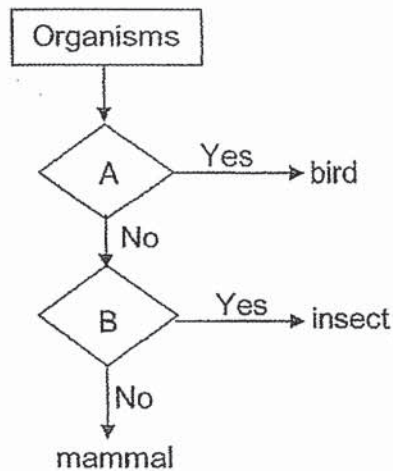 Organisms
A
Yes
bird
No
B
Yes
insect
No
mammal